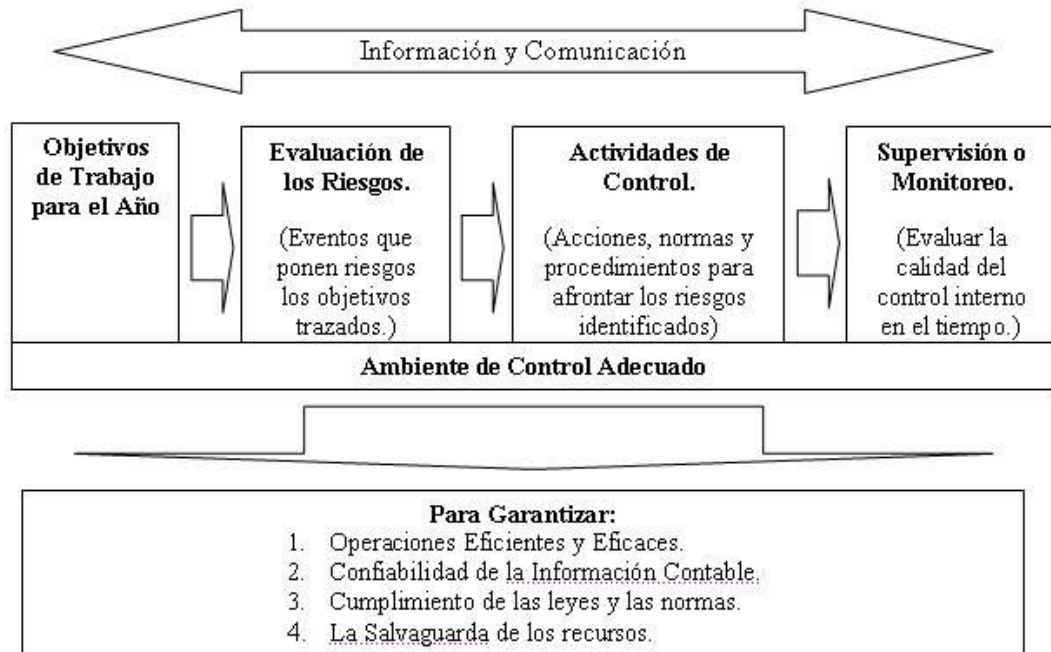 Información y Comunicación
Objetivos
de Trabajo
para el Año
Evaluación de
los Riesgos.
(Eventos que
ponen riesgos
los objetivos
trazados.)
Actividades de
Control.
(Acciones, normas y
procedimientos para
afrontar los riesgos
identificados)
Supervisión o
Monitoreo.
(Evaluar la
calidad del
control interno
en el tiempo.)
Ambiente de Control Adecuado
Para Garantizar:
1. Operaciones Eficientes y Eficaces.
2. Confiabilidad de la Información Contable.
3. Cumplimiento de las leyes y las normas.
4. La Salvaguarda de los recursos.